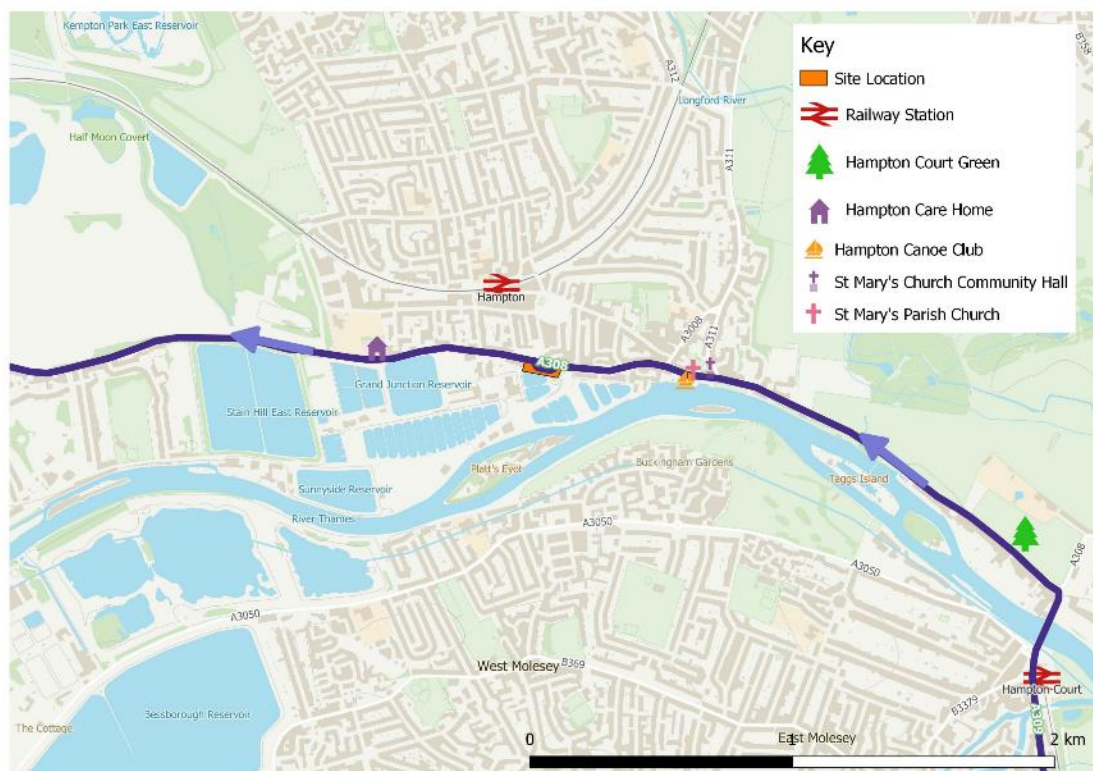 Kempton Park East Reservoir
A312
B358
Key
Site Location
Railway Station
Hampton Court Green
Hampton Care Home
Hampton Canoe Club
St Mary's Church Community Hall
St Mary's Parish Church
Longford River
Half Moon Covert
A311
Hampton
A3008
A311
A308
Grand Junction Reservoir
Stain Hill East Reservoir
Platt's Eyot
Buckingham Gardens
Taggs Island
Sunnyside Reservoir
River Thames
A3050
A308
A3050
A3050
West Molesey
B369
Hampton Court
B3379
A309
Bessborough Reservoir
The Cottage
East Molesey
0
1
2 km